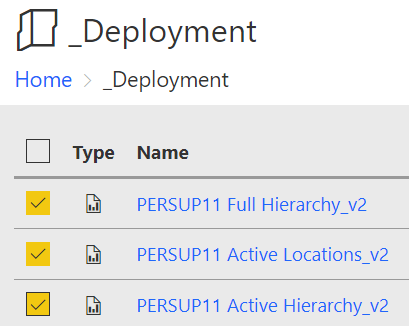 _Deployment
Home > _Deployment
Type Name
PERSUP11 Full Hierarchy_v2
PERSUP11 Active Locations_v2
PERSUP11 Active Hierarchy_v2